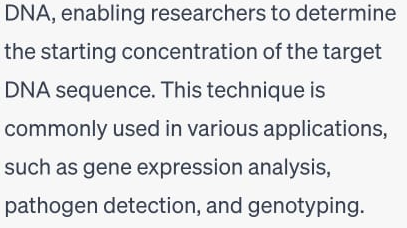 DNA, enabling researchers to determine
the starting concentration of the target
DNA sequence. This technique is
commonly used in various applications,
such as gene expression analysis,
pathogen detection, and genotyping.